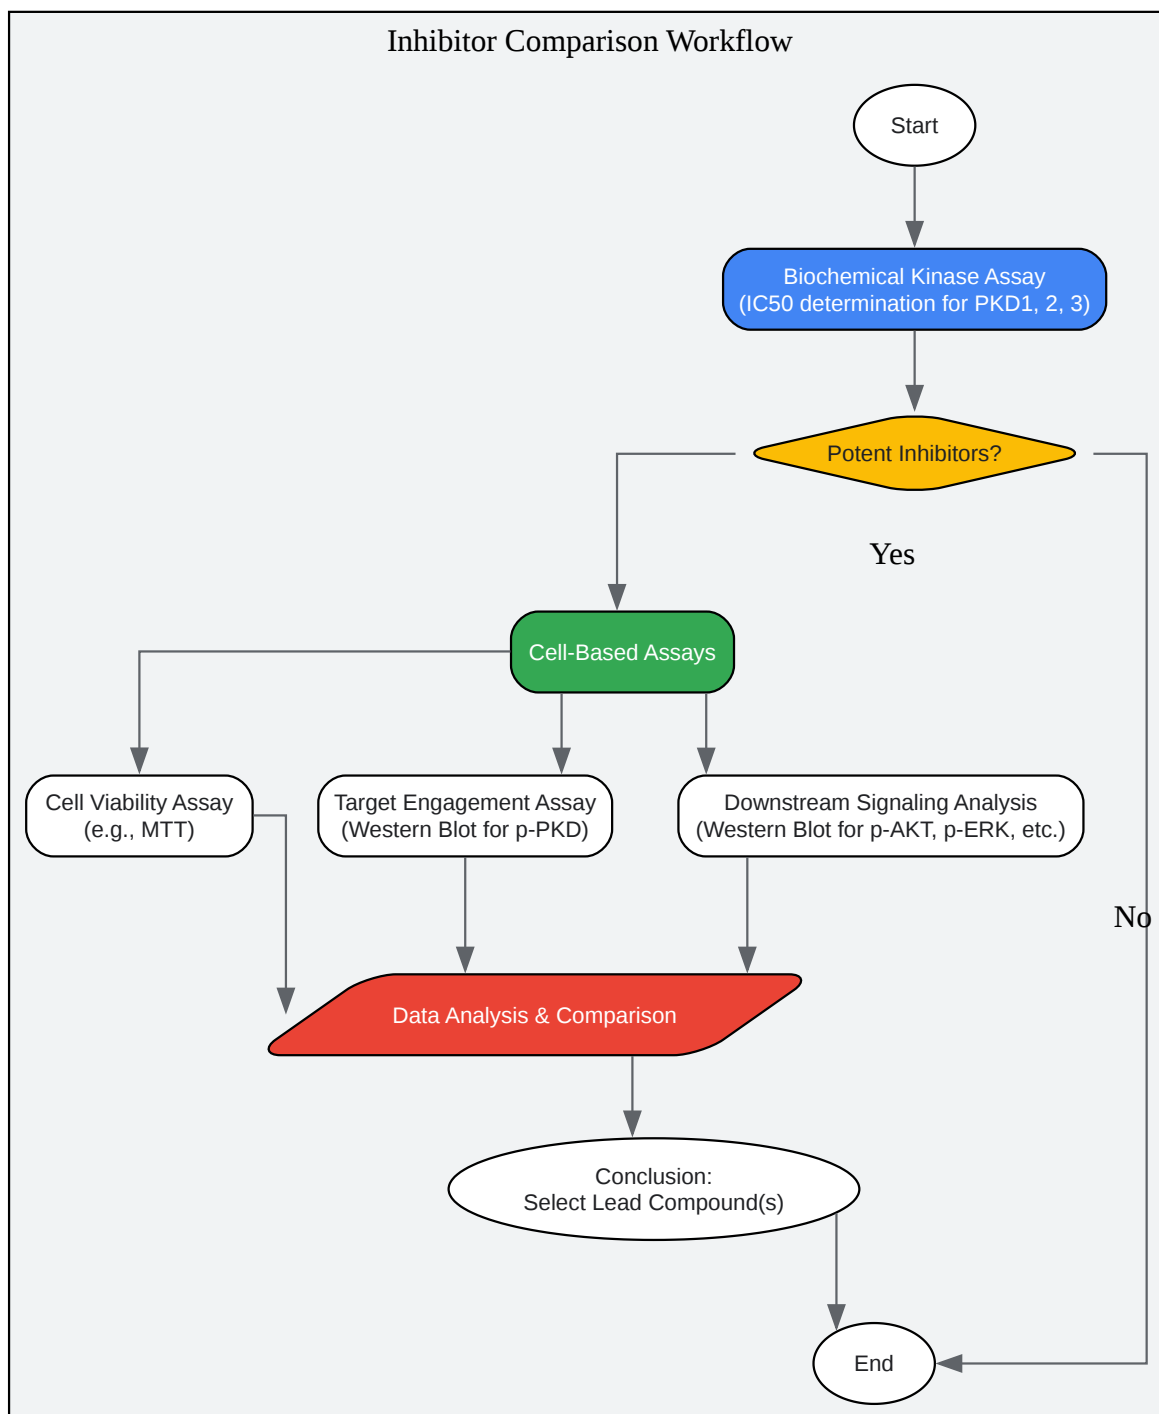 Inhibitor Comparison Workflow
Start
Biochemical Kinase Assay
(IC50 determination for PKD1, 2, 3)
Potent Inhibitors?
Yes
Cell-Based Assays
Cell Viability Assay
(e.g., MTT)
Target Engagement Assay
(Western Blot for p-PKD)
Downstream Signaling Analysis
(Western Blot for p-AKT, p-ERK, etc.)
No
Data Analysis & Comparison
Conclusion:
Select Lead Compound(s)
End